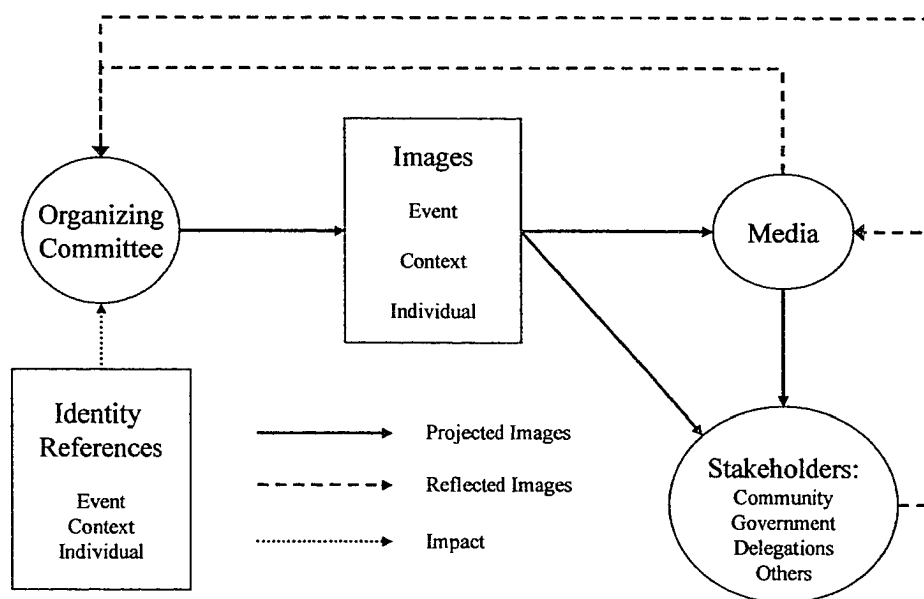 Images
Event
Context
Individual
Organizing
Committee
Media
Identity
References
Event
Context
Individual
Projected Images
Reflected Images
Impact
Stakeholders:
Community
Government
Delegations
Others